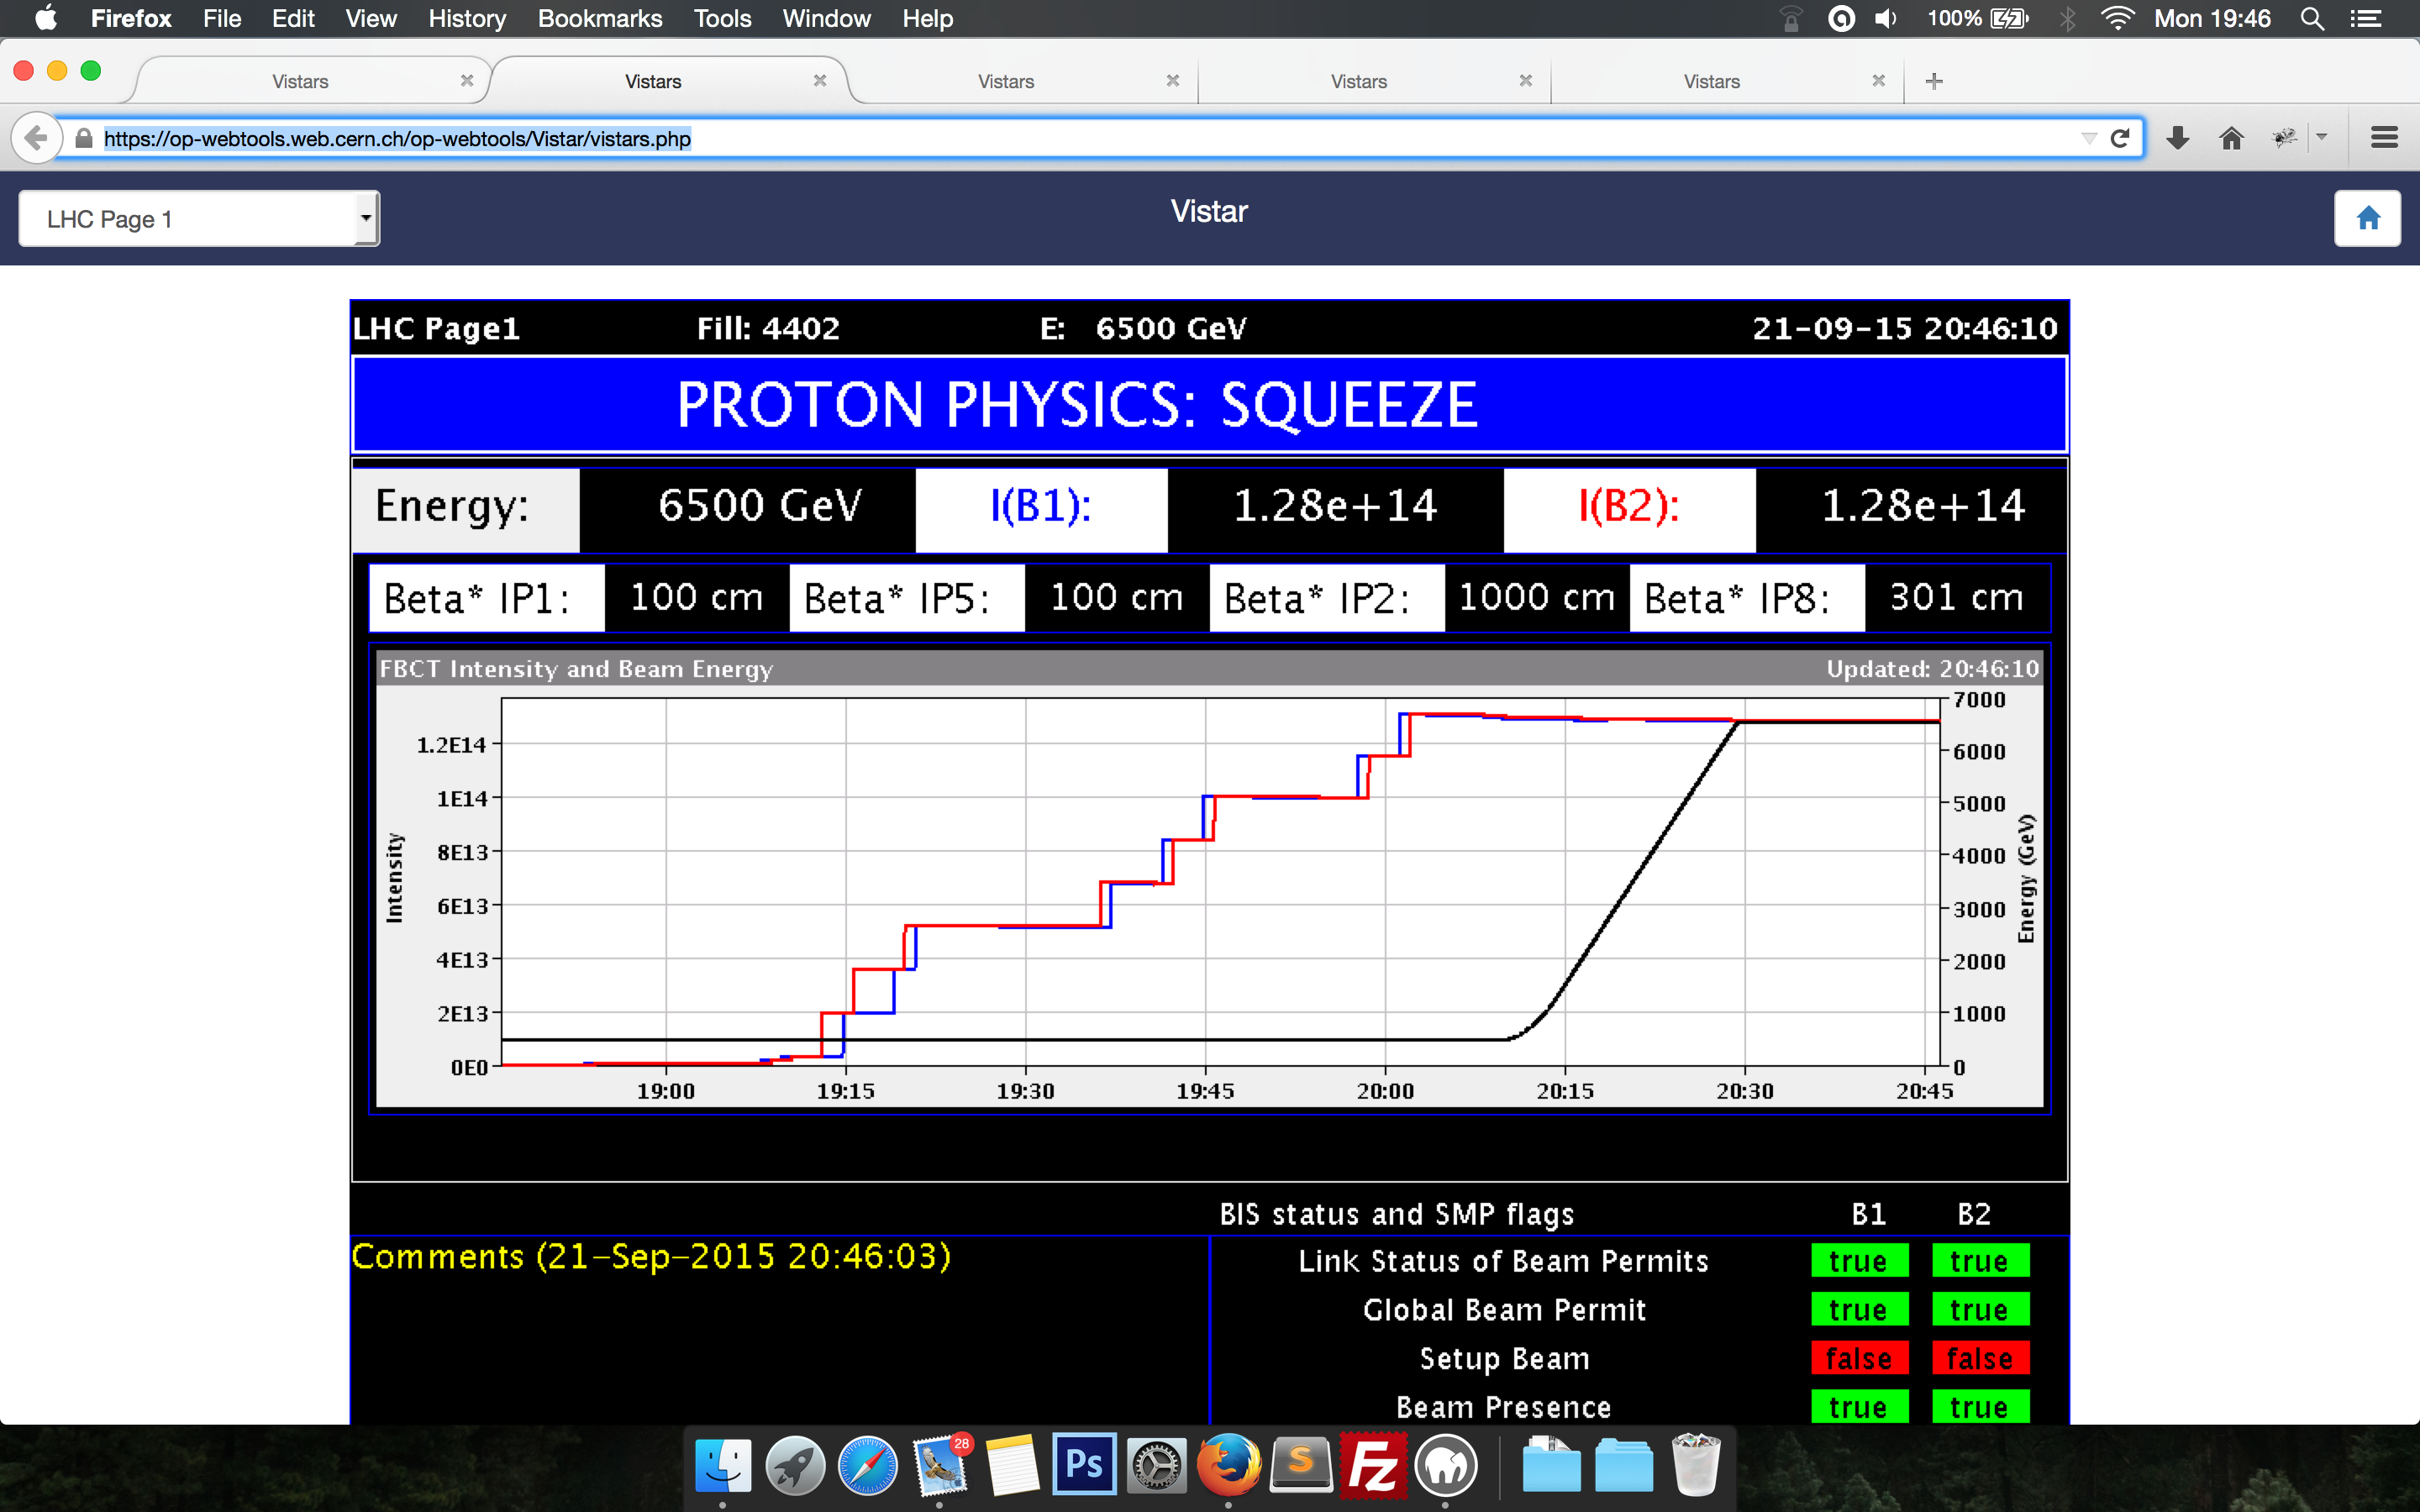 Firefox File Edit View History Bookmarks Tools Window Help 100% Mon 19:46
Vistars Vistars Vistars Vistars Vistars
https://op-webtools.web.cern.ch/op-webtools/Vistar/vistars.php
LHC Page 1 Vistar
LHC Page1 Fill: 4402 E: 6500 GeV 21-09-15 20:46:10
PROTON PHYSICS: SQUEEZE
Energy: 6500 GeV I(B1): 1.28e+14 I(B2): 1.28e+14
Beta* IP1: 100 cm Beta* IP5: 100 cm Beta* IP2: 1000 cm Beta* IP8: 301 cm
FBCT Intensity and Beam Energy Updated: 20:46:10
Intensity
1.2E14
1E14
8E13
6E13
4E13
2E13
0E0
7000
6000
5000
4000
3000
2000
1000
0
Energy (GeV)
19:00 19:15 19:30 19:45 20:00 20:15 20:30 20:45
BIS status and SMP flags B1 B2
Comments (21-Sep-2015 20:46:03)
Link Status of Beam Permits true true
Global Beam Permit true true
Setup Beam false false
Beam Presence true true
28
Ps
S
Fz